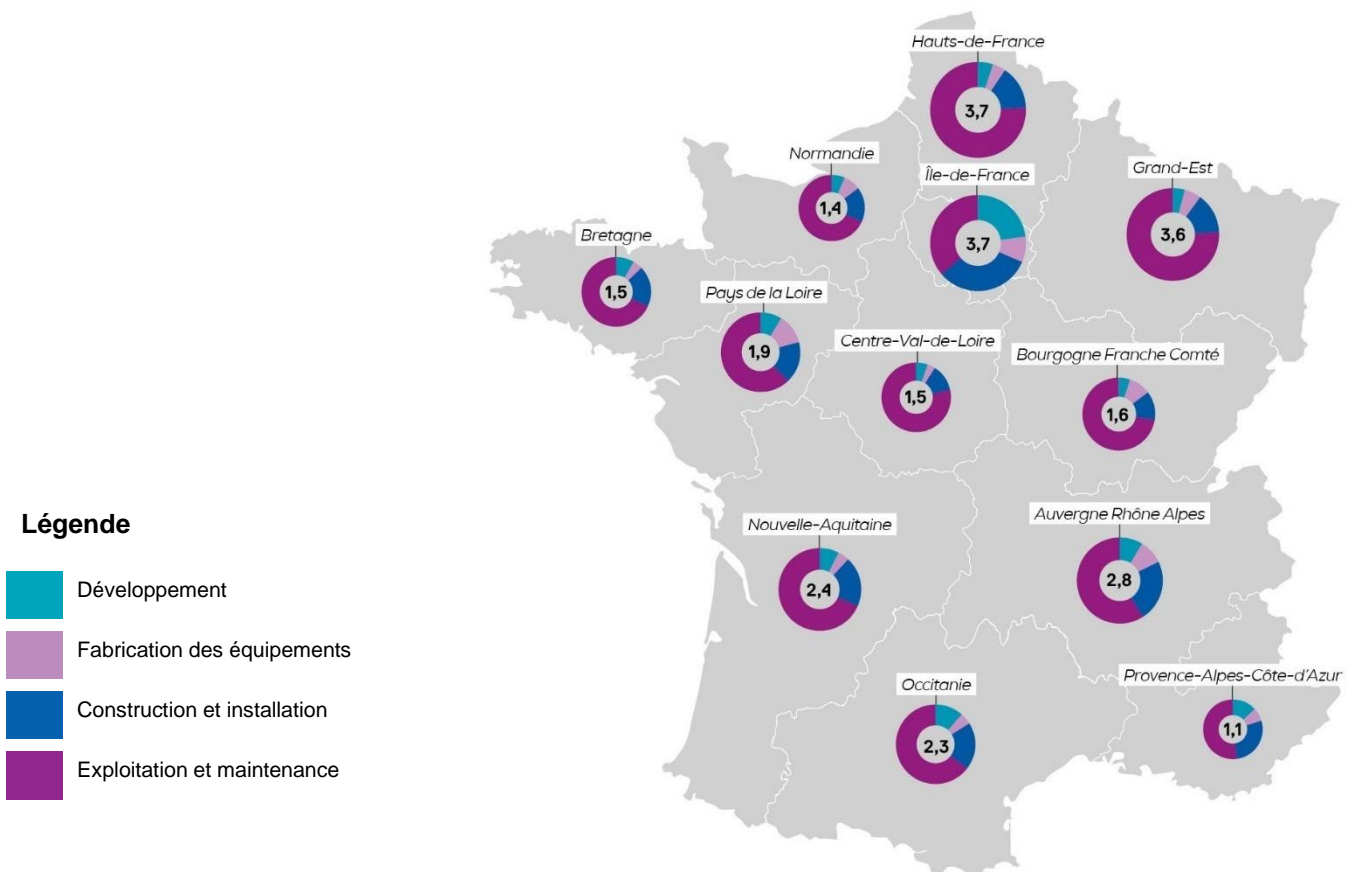 Hauts-de-France
3,7
Normandie
1,4
Île-de-France
3,7
Grand-Est
3,6
Bretagne
1,5
Pays de la Loire
1,9
Centre-Val-de-Loire
1,5
Bourgogne Franche Comté
1,6
Légende
Développement
Fabrication des équipements
Construction et installation
Exploitation et maintenance
Nouvelle-Aquitaine
2,4
Auvergne Rhône Alpes
2,8
Occitanie
2,3
Provence-Alpes-Côte-d'Azur
1,1